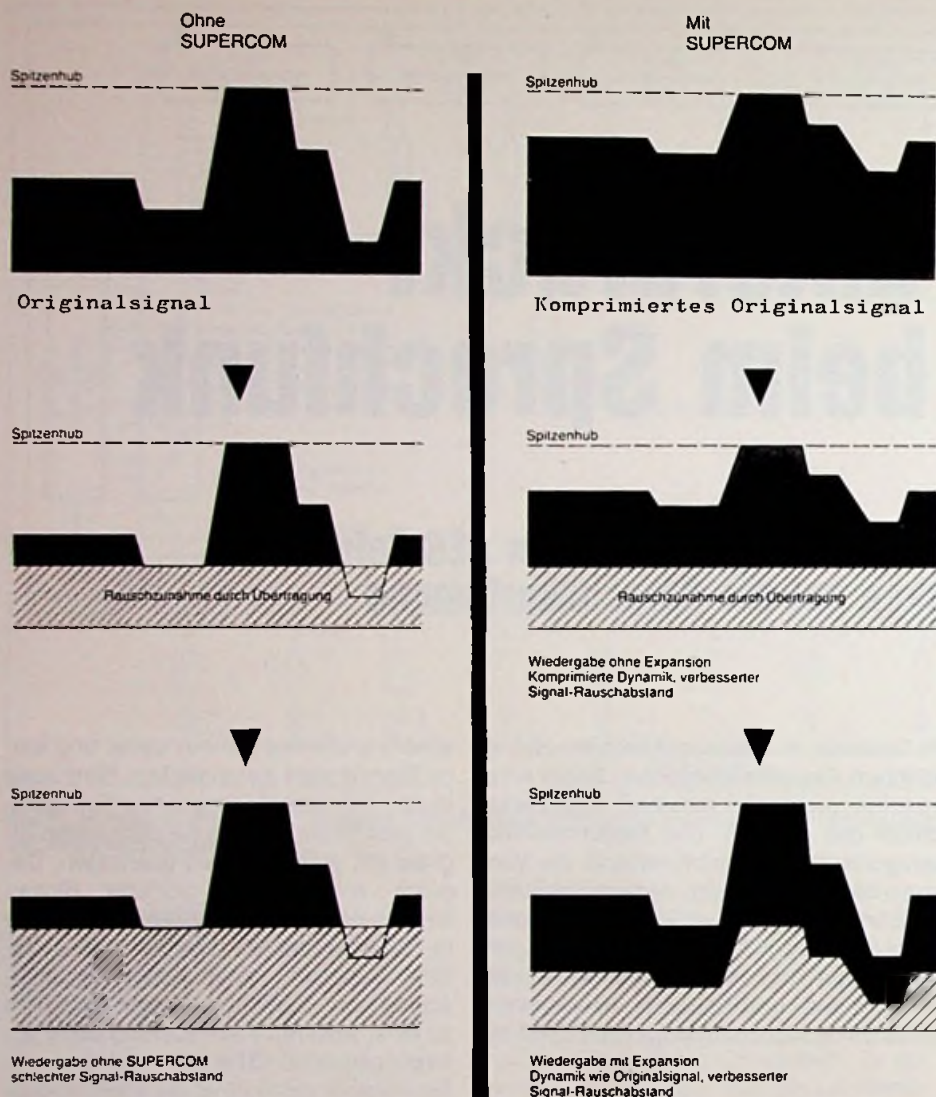 Ohne
SUPERCOM
Spitzenhub
Originalsignal
Spitzenhub
Rauschzunahme durch Übertragung
Spitzenhub
Wiedergabe ohne SUPERCOM
schlechter Signal-Rauschabstand
Mit
SUPERCOM
Spitzenhub
Komprimiertes Originalsignal
Spitzenhub
Rauschzunahme durch Übertragung
Wiedergabe ohne Expansion
Komprimierte Dynamik, verbesserter
Signal-Rauschabstand
Spitzenhub
Wiedergabe mit Expansion
Dynamik wie Originalsignal, verbesserter
Signal-Rauschabstand